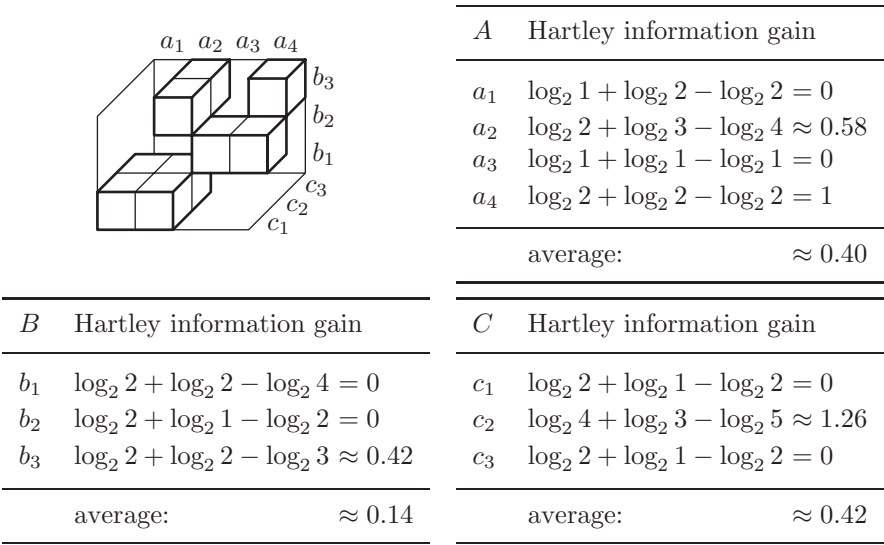 a₁ a₂ a₃ a₄
b₃
b₂
b₁
c₃
c₂
c₁
A Hartley information gain
a₁ log₂ 1 + log₂ 2 − log₂ 2 = 0
a₂ log₂ 2 + log₂ 3 − log₂ 4 ≈ 0.58
a₃ log₂ 1 + log₂ 1 − log₂ 1 = 0
a₄ log₂ 2 + log₂ 2 − log₂ 2 = 1
average: ≈ 0.40
B Hartley information gain
b₁ log₂ 2 + log₂ 2 − log₂ 4 = 0
b₂ log₂ 2 + log₂ 1 − log₂ 2 = 0
b₃ log₂ 2 + log₂ 2 − log₂ 3 ≈ 0.42
average: ≈ 0.14
C Hartley information gain
c₁ log₂ 2 + log₂ 1 − log₂ 2 = 0
c₂ log₂ 4 + log₂ 3 − log₂ 5 ≈ 1.26
c₃ log₂ 2 + log₂ 1 − log₂ 2 = 0
average: ≈ 0.42